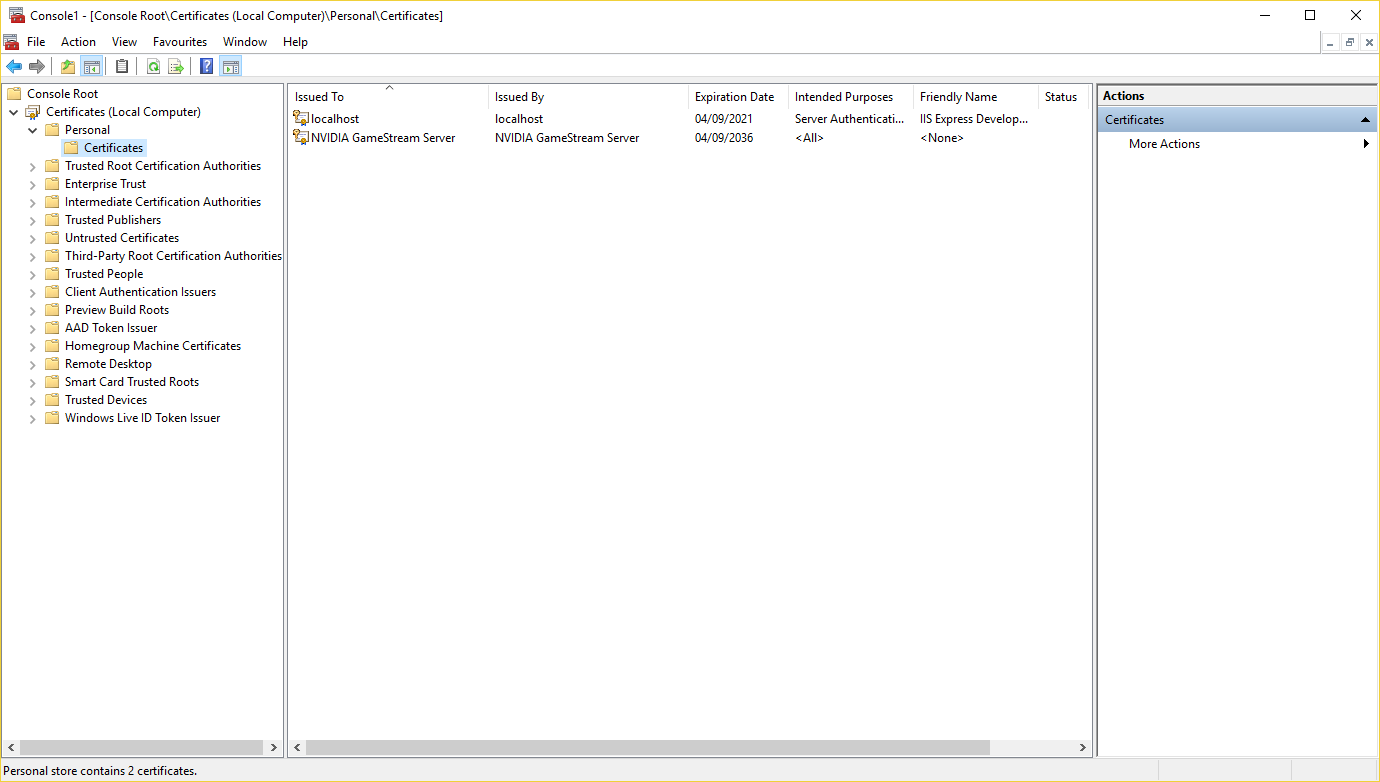 Console1 - [Console Root\Certificates (Local Computer)\Personal\Certificates]
File Action View Favourites Window Help
Console Root
Certificates (Local Computer)
Personal
Certificates
Trusted Root Certification Authorities
Enterprise Trust
Intermediate Certification Authorities
Trusted Publishers
Untrusted Certificates
Third-Party Root Certification Authorities
Trusted People
Client Authentication Issuers
Preview Build Roots
AAD Token Issuer
Homegroup Machine Certificates
Remote Desktop
Smart Card Trusted Roots
Trusted Devices
Windows Live ID Token Issuer
Issued To Issued By Expiration Date Intended Purposes Friendly Name Status
localhost localhost 04/09/2021 Server Authenticati... IIS Express Develop...
NVIDIA GameStream Server NVIDIA GameStream Server 04/09/2036 <All> <None>
Actions
Certificates
More Actions
Personal store contains 2 certificates.